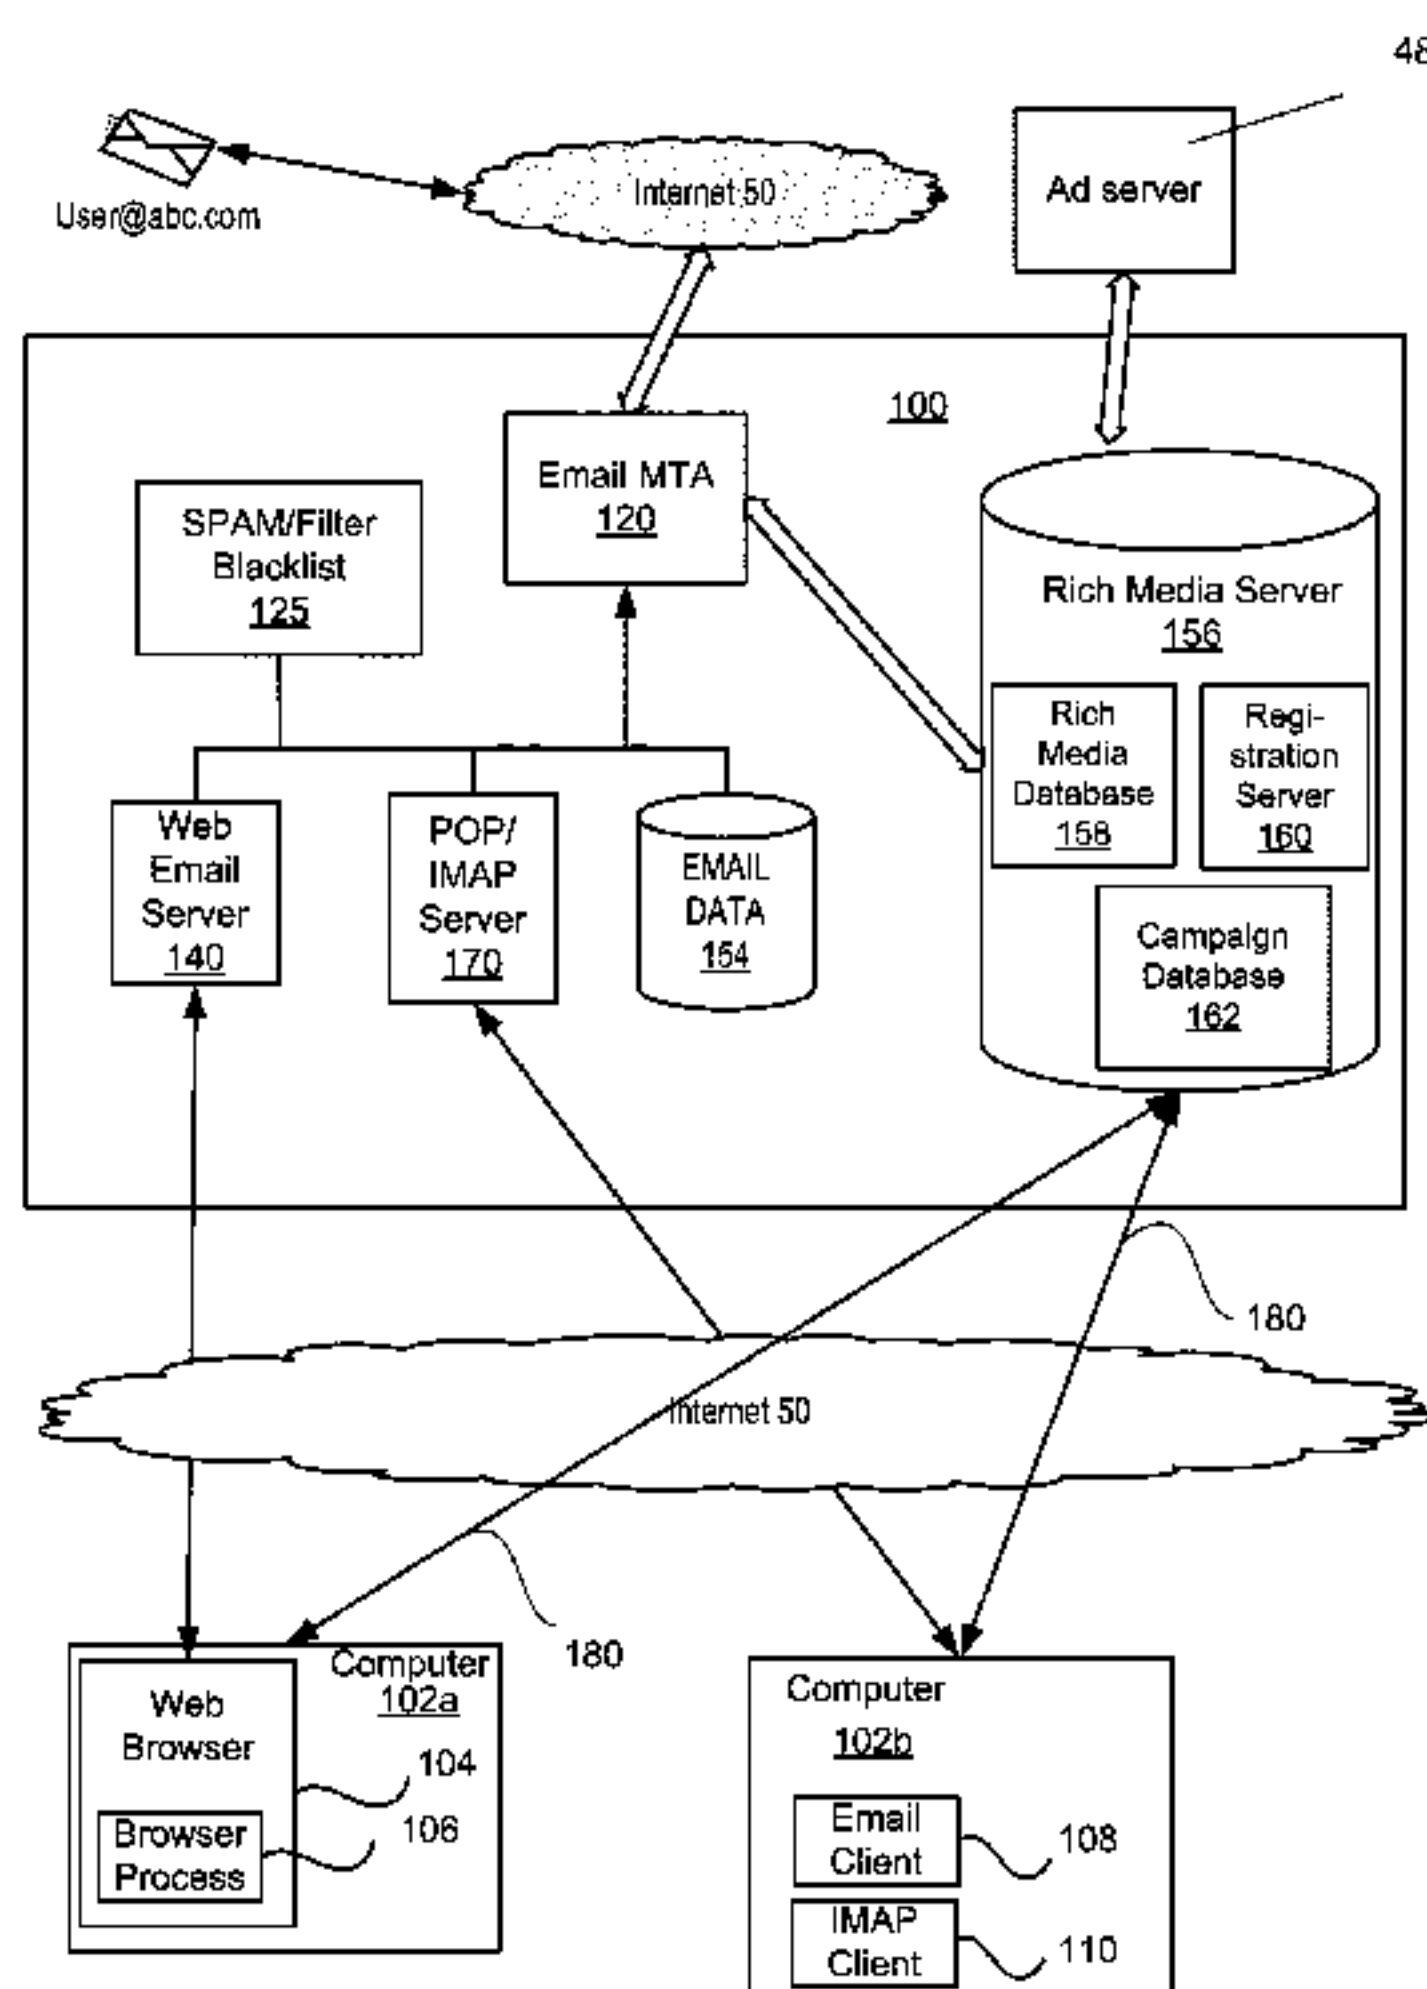 48
User@abc.com
Internet 50
Ad server
100
Email MTA
120
SPAM/Filter
Blacklist
125
Rich Media Server
156
Rich
Media
Database
158
Regi-
stration
Server
160
Web
Email
Server
140
POP/
IMAP
Server
170
EMAIL
DATA
154
Campaign
Database
162
180
Internet 50
180
Computer
102a
Web
Browser
104
Browser
Process
106
Computer
102b
Email
Client
108
IMAP
Client
110